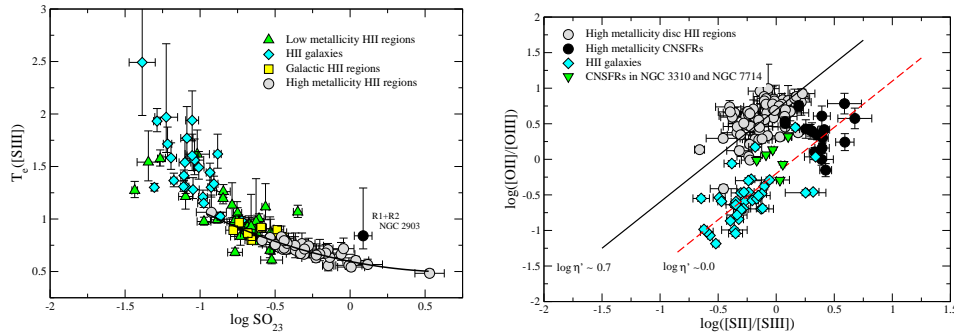 3
2.5
2
1.5
1
0.5
-2
-1.5
-1
-0.5
0
0.5
1
T_e([SIII])
log SO_23
Low metallicity HII regions
HII galaxies
Galactic HII regions
High metallicity HII regions
R1+R2
NGC 2903
2
1.5
1
0.5
0
-0.5
-1
-1.5
-2
-2
-1.5
-1
-0.5
0
0.5
1
1.5
log([OII]/[OIII])
log([SII]/[SIII])
High metallicity disc HII regions
High metallicity CNSFRs
HII galaxies
CNSFRs in NGC 3310 and NGC 7714
log η' ~ 0.7
log η' ~0.0